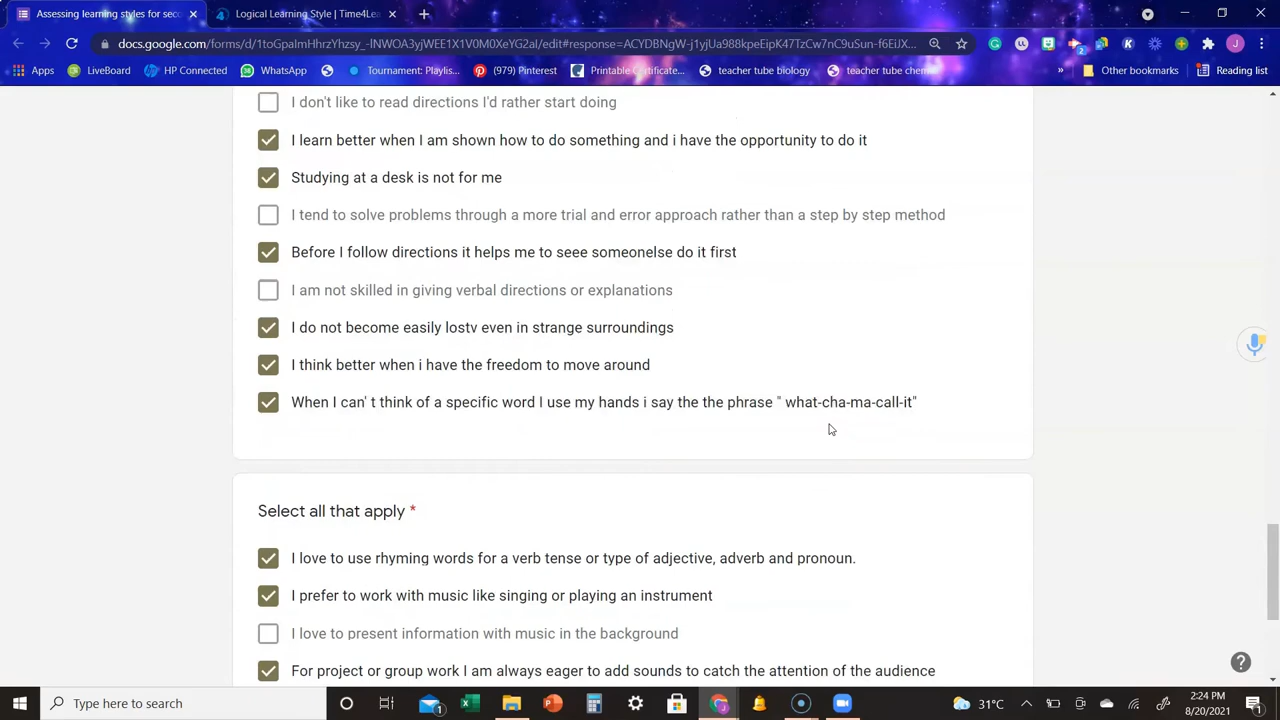 Assessing learning styles for seco
Logical Learning Style | Time4Lea
docs.google.com/forms/d/1toGpalmHhrzYhzsy_-lNWOA3yjWEE1X1V0M0XeYG2aI/edit#response=ACYDBNgW-j1yjUa988kpeEipK47TzCw7nC9uSun-f6EiJX...
Apps LiveBoard HP Connected WhatsApp Tournament: Playlis... (979) Pinterest Printable Certificate... teacher tube biology teacher tube chem » Other bookmarks Reading list
I don't like to read directions I'd rather start doing
I learn better when I am shown how to do something and i have the opportunity to do it
Studying at a desk is not for me
I tend to solve problems through a more trial and error approach rather than a step by step method
Before I follow directions it helps me to seee someonelse do it first
I am not skilled in giving verbal directions or explanations
I do not become easily lostv even in strange surroundings
I think better when i have the freedom to move around
When I can' t think of a specific word I use my hands i say the the phrase " what-cha-ma-call-it"
Select all that apply *
I love to use rhyming words for a verb tense or type of adjective, adverb and pronoun.
I prefer to work with music like singing or playing an instrument
I love to present information with music in the background
For project or group work I am always eager to add sounds to catch the attention of the audience
Type here to search
31°C
2:24 PM
8/20/2021